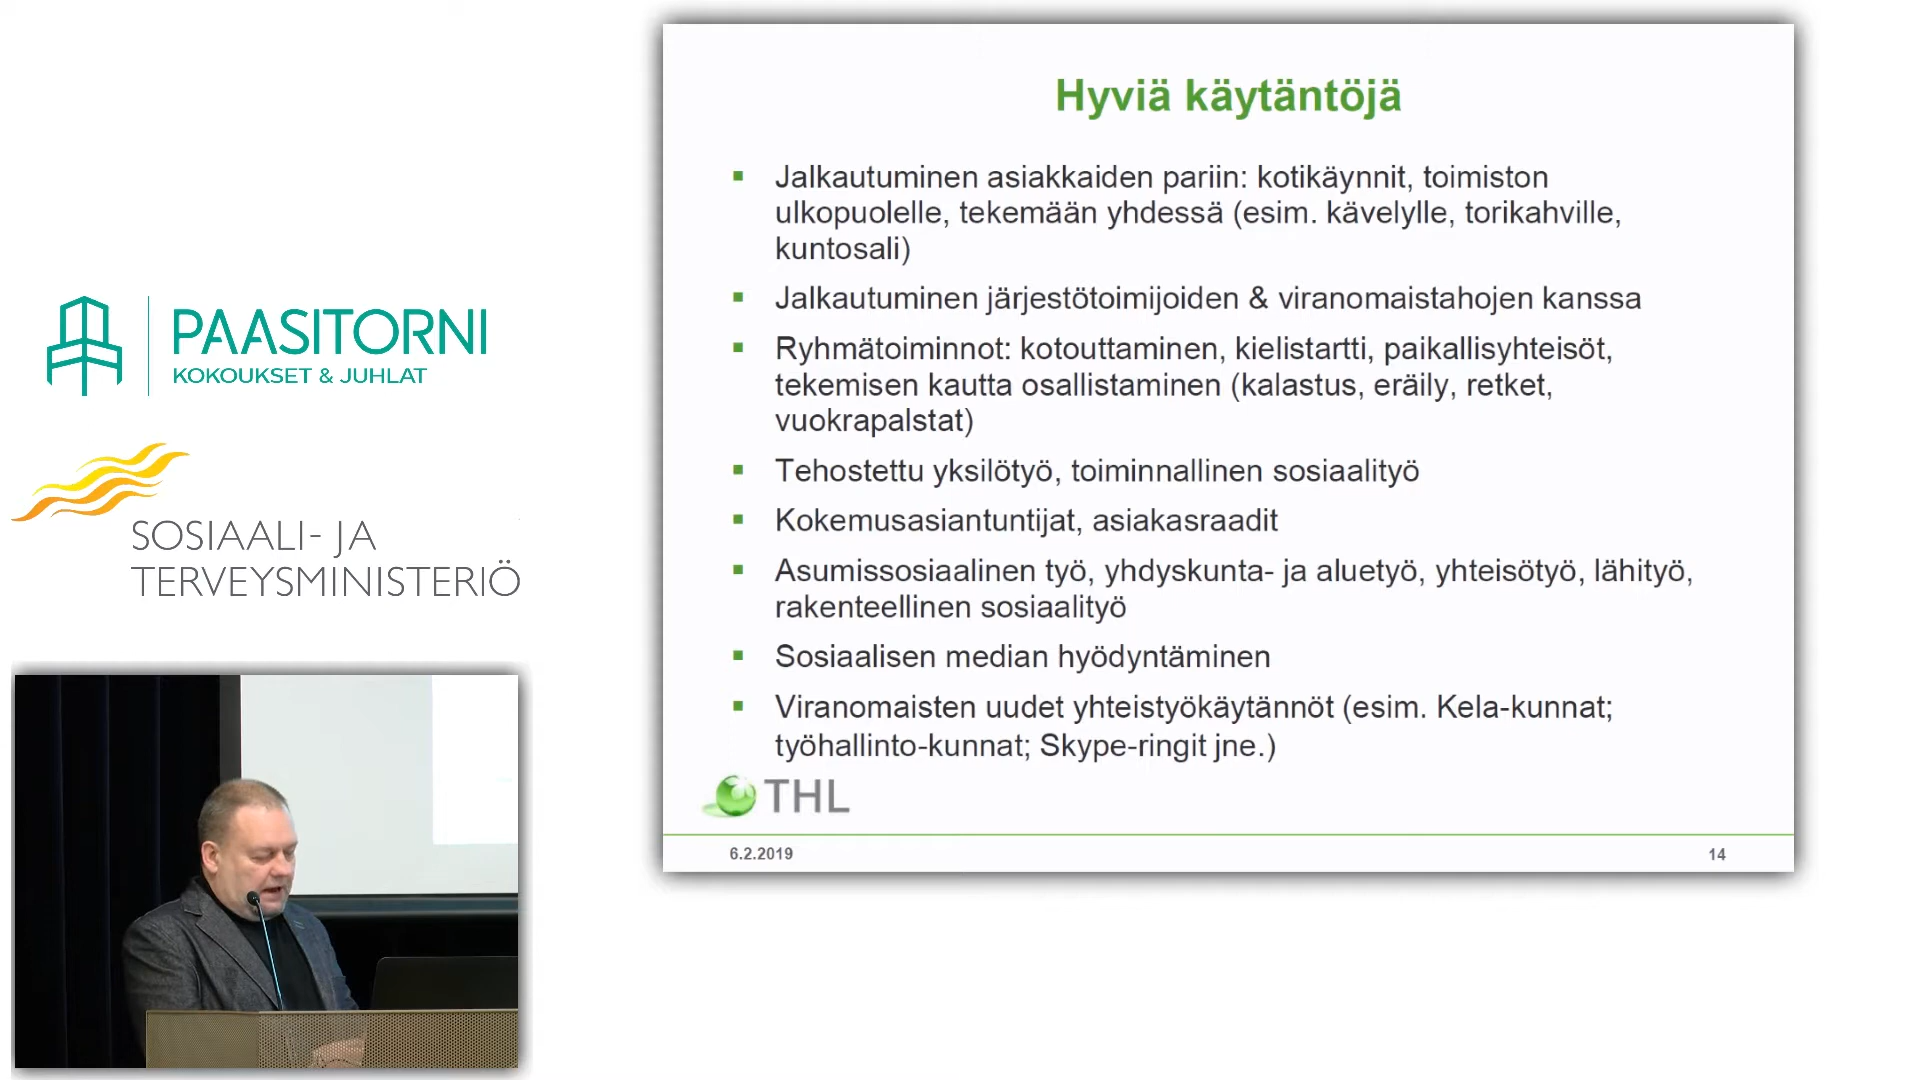 PAASITORNI
KOKOUKSET & JUHLAT
SOSIAALI- JA
TERVEYSMINISTERIÖ
Hyviä käytäntöjä
▪ Jalkautuminen asiakkaiden pariin: kotikäynnit, toimiston
ulkopuolelle, tekemään yhdessä (esim. kävelylle, torikahville,
kuntosali)
▪ Jalkautuminen järjestötoimijoiden & viranomaistahojen kanssa
▪ Ryhmätoiminnot: kotouttaminen, kielistartti, paikallisyhteisöt,
tekemisen kautta osallistaminen (kalastus, eräily, retket,
vuokrapalstat)
▪ Tehostettu yksilötyö, toiminnallinen sosiaalityö
▪ Kokemusasiantuntijat, asiakasraadit
▪ Asumissosiaalinen työ, yhdyskunta- ja aluetyö, yhteisötyö, lähityö,
rakenteellinen sosiaalityö
▪ Sosiaalisen median hyödyntäminen
▪ Viranomaisten uudet yhteistyökäytännöt (esim. Kela-kunnat;
työhallinto-kunnat; Skype-ringit jne.)
THL
6.2.2019
14